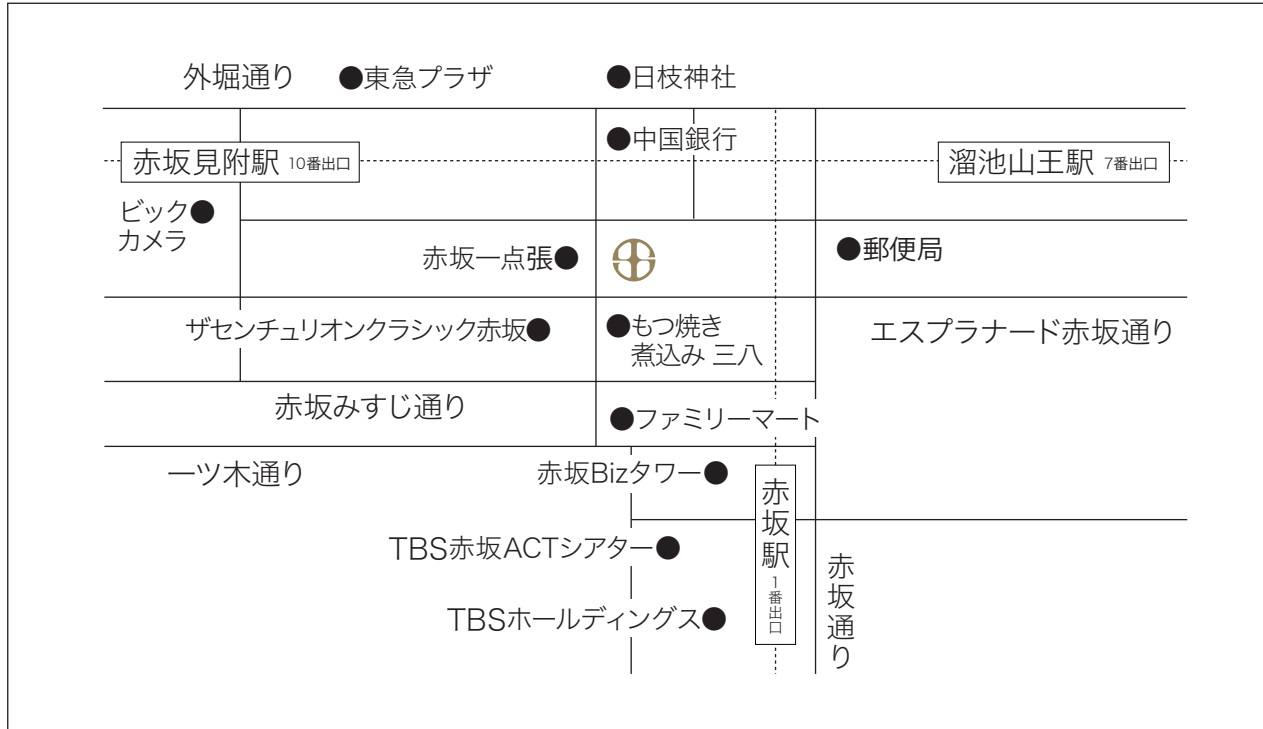 外堀通り
●東急プラザ
●日枝神社
●中国銀行
赤坂見附駅 10番出口
溜池山王駅 7番出口
ビック●
カメラ
赤坂一点張●
●郵便局
ザセンチュリオンクラシック赤坂●
●もつ焼き
煮込み 三八
エスプラナード赤坂通り
赤坂みすじ通り
●ファミリーマート
一ツ木通り
赤坂Bizタワー●
赤坂駅 1番出口
TBS赤坂ACTシアター●
赤坂通り
TBSホールディングス●